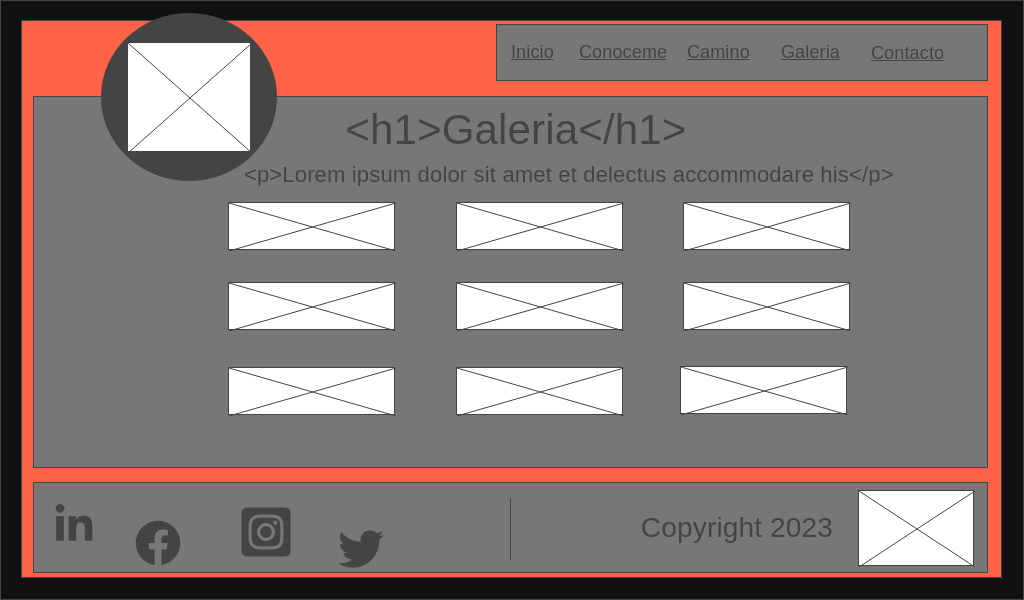 Inicio Conoceme Camino Galeria Contacto
<h1>Galeria</h1>
<p>Lorem ipsum dolor sit amet et delectus accommodare his</p>
in
Copyright 2023